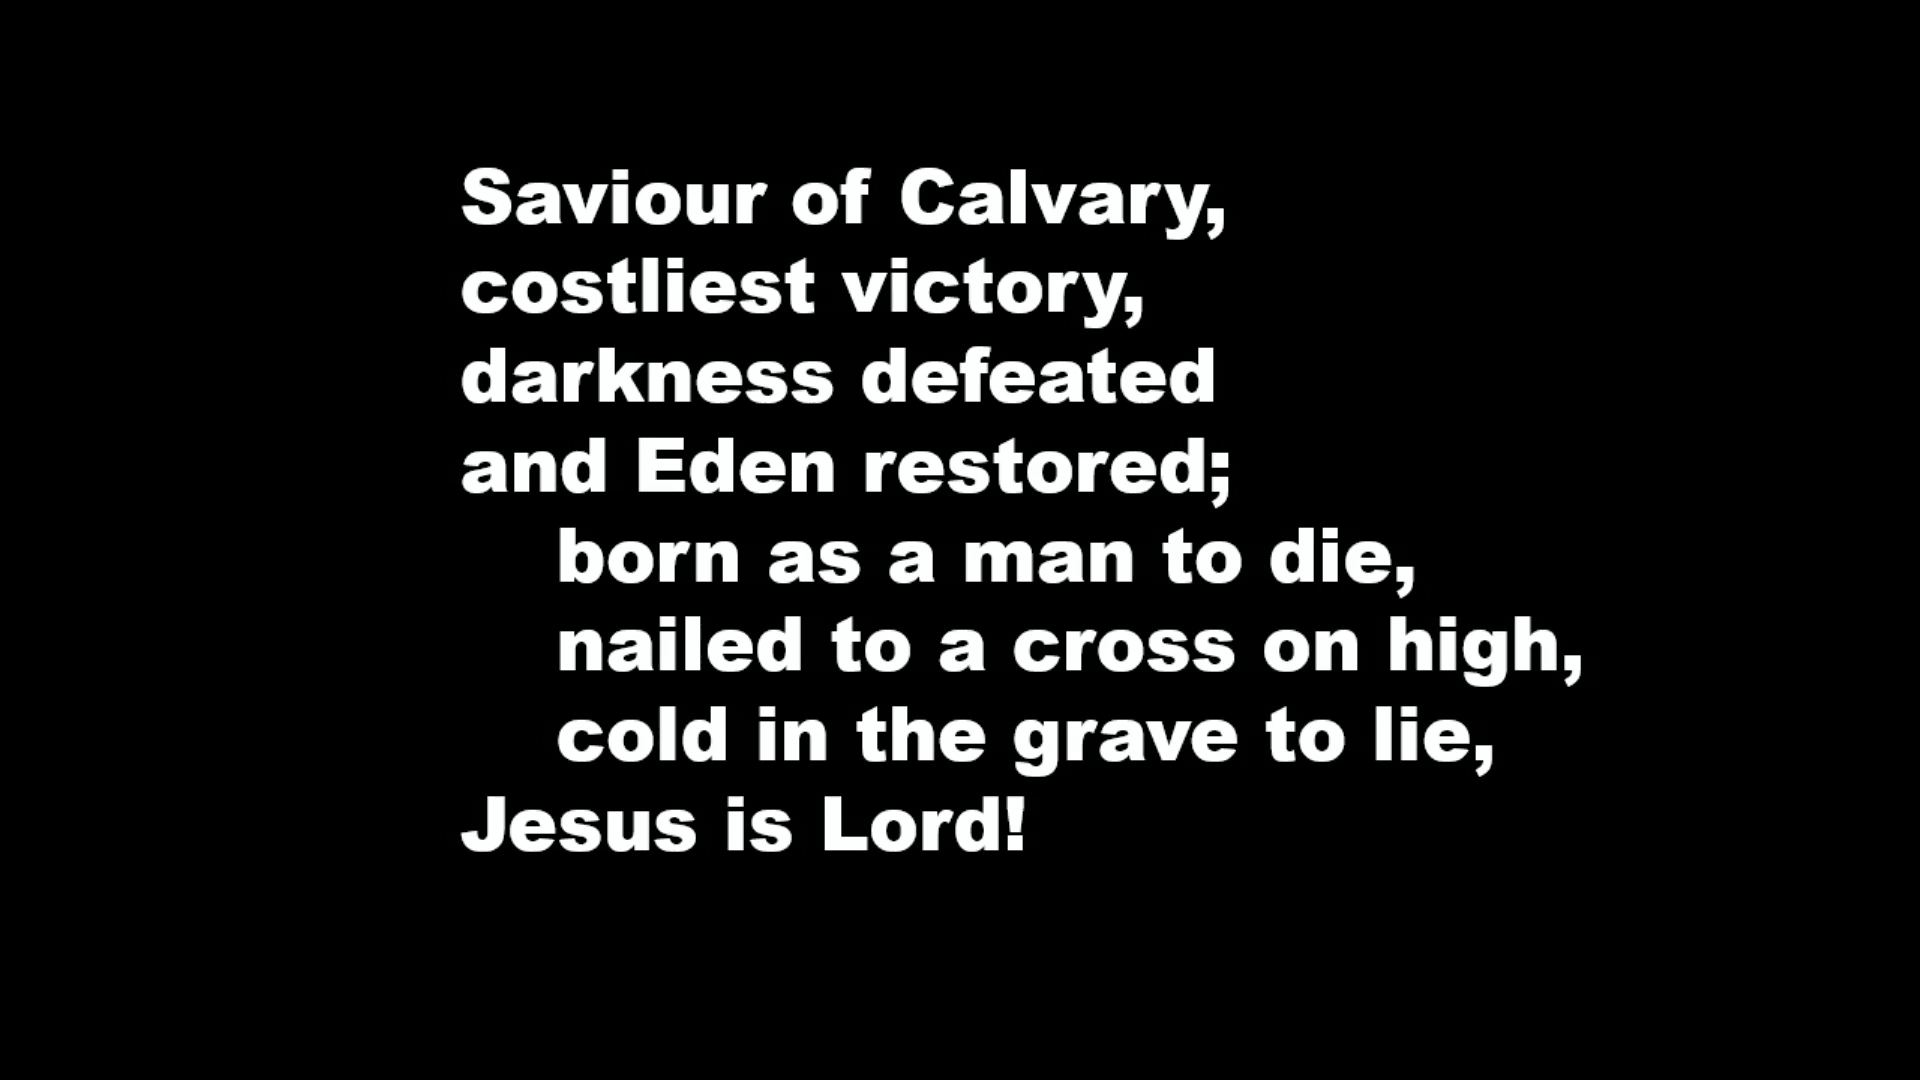 Saviour of Calvary,
costliest victory,
darkness defeated
and Eden restored;
born as a man to die,
nailed to a cross on high,
cold in the grave to lie,
Jesus is Lord!